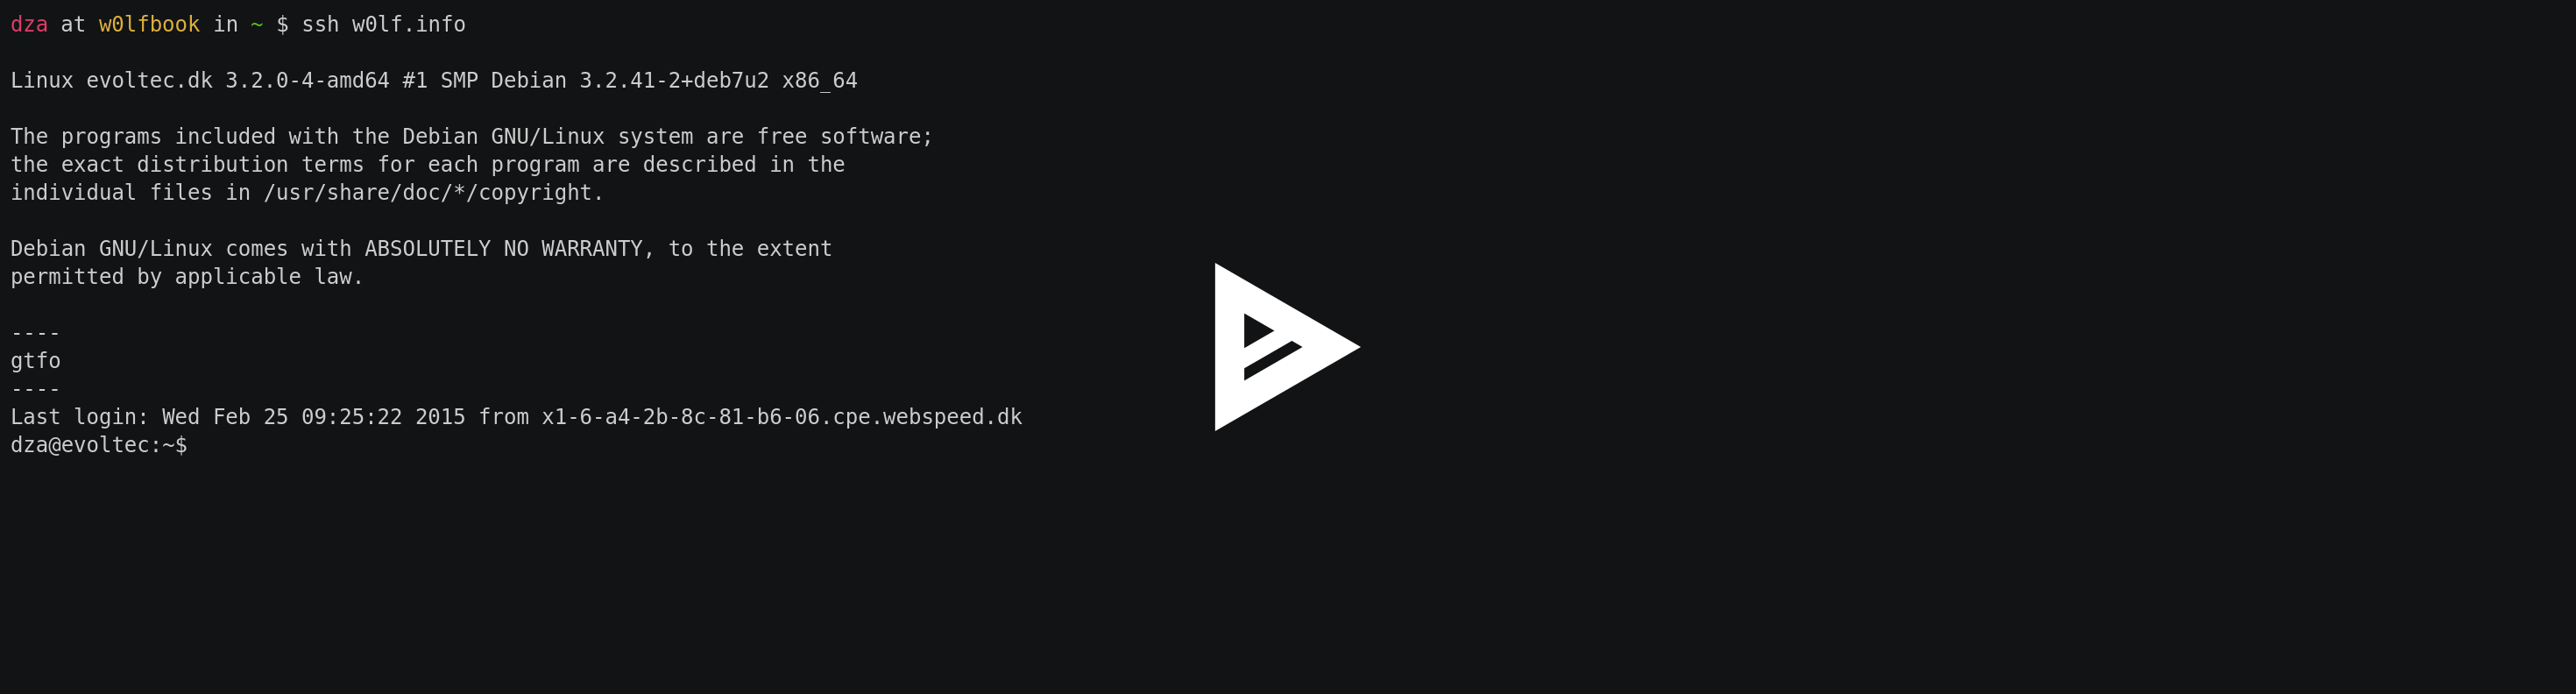 dza at w0lfbook in ~ $ ssh w0lf.info
Linux evoltec.dk 3.2.0-4-amd64 #1 SMP Debian 3.2.41-2+deb7u2 x86_64
The programs included with the Debian GNU/Linux system are free software;
the exact distribution terms for each program are described in the
individual files in /usr/share/doc/*/copyright.
Debian GNU/Linux comes with ABSOLUTELY NO WARRANTY, to the extent
permitted by applicable law.
----
gtfo
----
Last login: Wed Feb 25 09:25:22 2015 from x1-6-a4-2b-8c-81-b6-06.cpe.webspeed.dk
dza@evoltec:~$